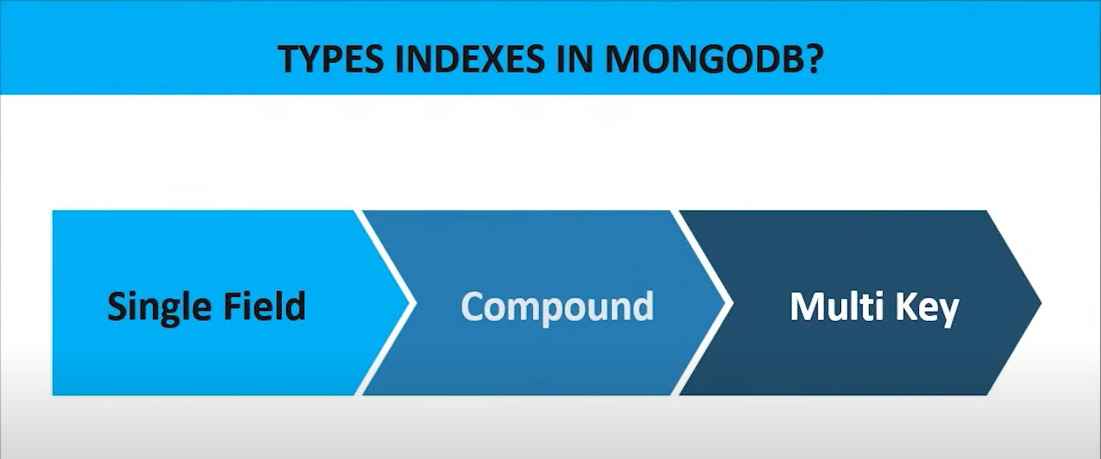 TYPES INDEXES IN MONGODB?
Single Field
Compound
Multi Key